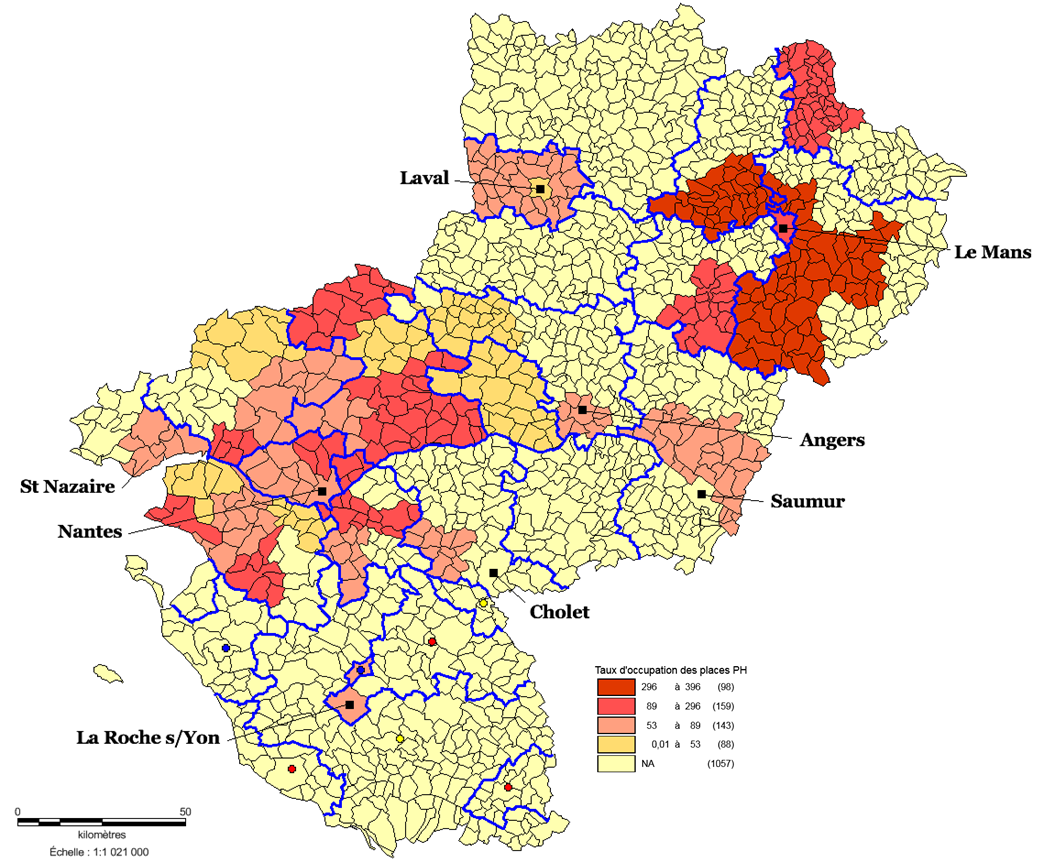 Laval
Le Mans
Angers
St Nazaire
Saumur
Nantes
Cholet
La Roche s/Yon
Taux d'occupation des places PH
296 à 396 (98)
89 à 296 (159)
53 à 89 (143)
0,01 à 53 (88)
NA (1057)
0 50
kilomètres
Échelle : 1:1 021 000